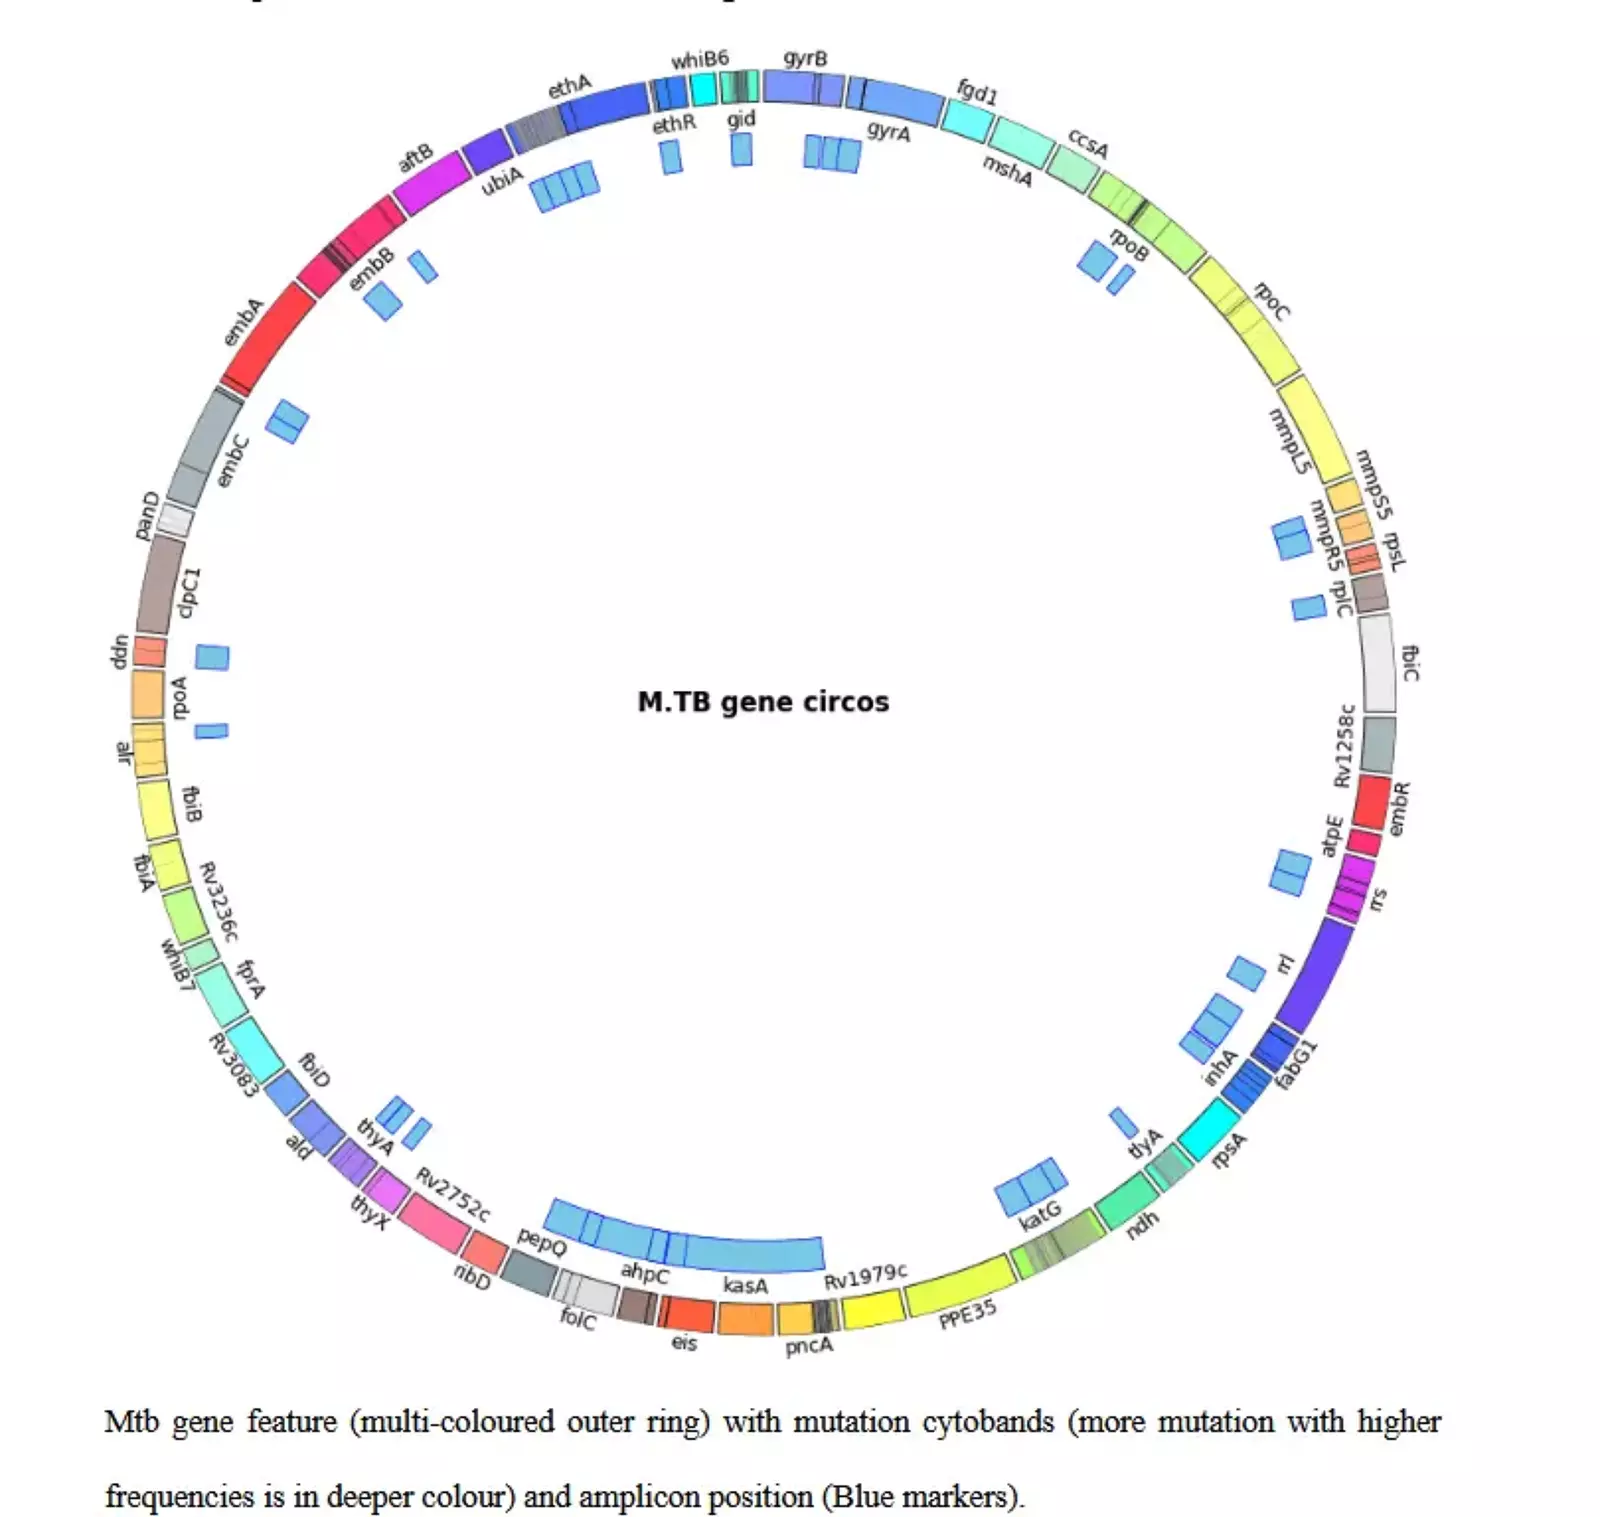 whiB6
gyrB
ethA
ethR
gid
gyrA
fgd1
ccsA
mshA
aftB
ubiA
rpoB
embB
rpoC
embA
mmpL5
mmpS5
embC
mmpR5
rpsL
panD
rplC
clpC1
fbiC
ddn
rpoA
M.TB gene circos
Rv1258c
alr
fbiB
embR
atpE
fbiA
Rv3236c
rrs
whiB7
fprA
rrl
Rv3083
fbiD
inhA
fabG1
ald
thyA
tlyA
rpsA
thyX
Rv2752c
katG
ndh
ribD
pepQ
ahpC
kasA
Rv1979c
folC
eis
pncA
PPE35
Mtb gene feature (multi-coloured outer ring) with mutation cytobands (more mutation with higher
frequencies is in deeper colour) and amplicon position (Blue markers).